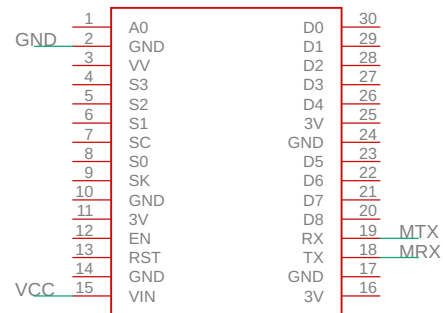 1 A0 D0 30
GND 2 GND D1 29
3 VV D2 28
4 S3 D3 27
5 S2 D4 26
6 S1 3V 25
7 SC GND 24
8 S0 D5 23
9 SK D6 22
10 GND D7 21
11 3V D8 20
12 EN RX 19 MTX
13 RST TX 18 MRX
14 GND GND 17
VCC 15 VIN 3V 16